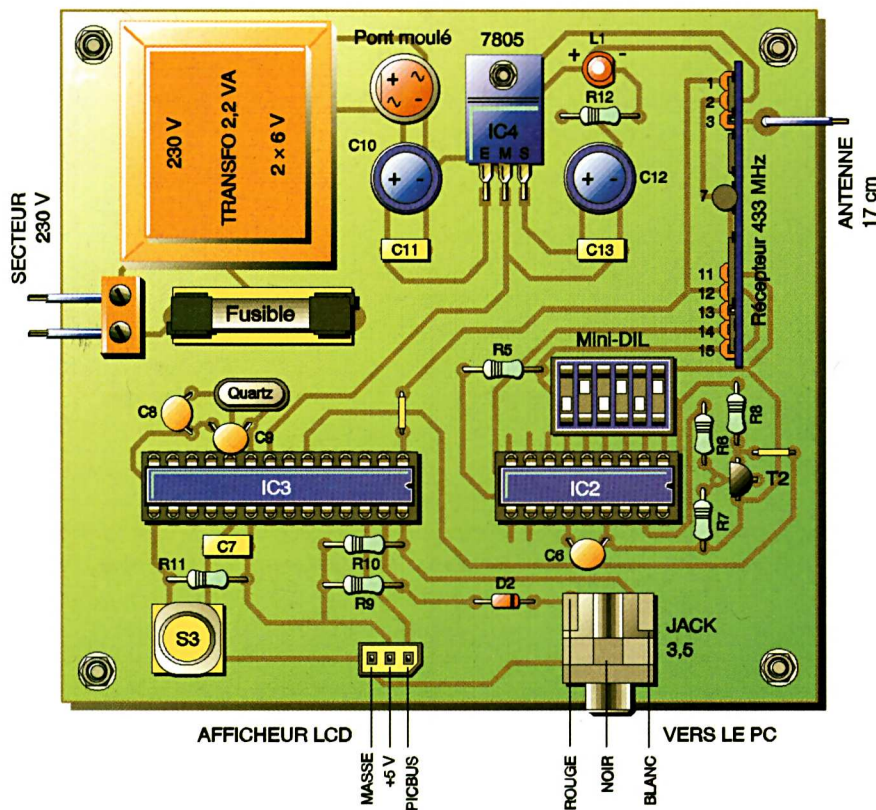 Pont moulé
7805
L1
+ -
1
2
3
R12
230 V
TRANSFO 2,2 VA
2 x 6 V
+ ~
~ -
IC4
E M S
C10
+ -
+ -
C12
7
ANTENNE
17 cm
SECTEUR
230 V
C11
C13
Récepteur 433 MHz
11
12
13
14
15
Fusible
Mini-DIL
R5
Quartz
C8
C9
R6
R8
T2
IC3
IC2
R7
C7
R10
C6
R11
R9
D2
S3
JACK
3,5
AFFICHEUR LCD
VERS LE PC
MASSE
+5 V
PICBUS
ROUGE
NOIR
BLANC